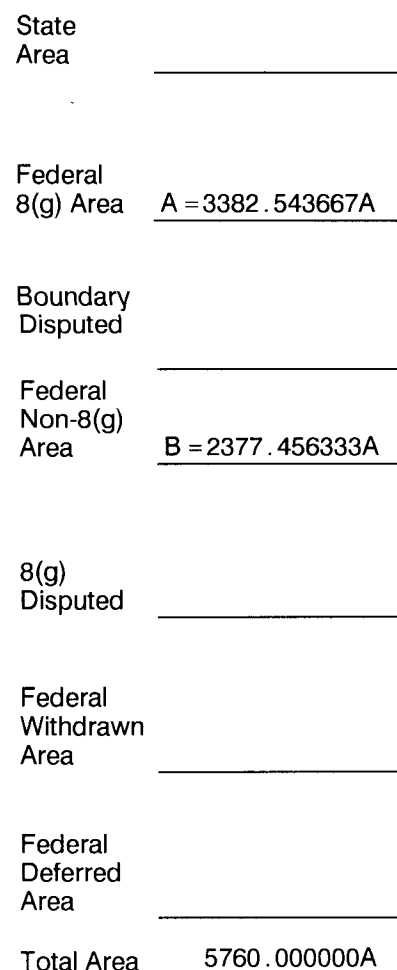 State
Area
Federal
8(g) Area A = 3382.543667A
Boundary
Disputed
Federal
Non-8(g)
Area B = 2377.456333A
8(g)
Disputed
Federal
Withdrawn
Area
Federal
Deferred
Area
Total Area 5760.000000A